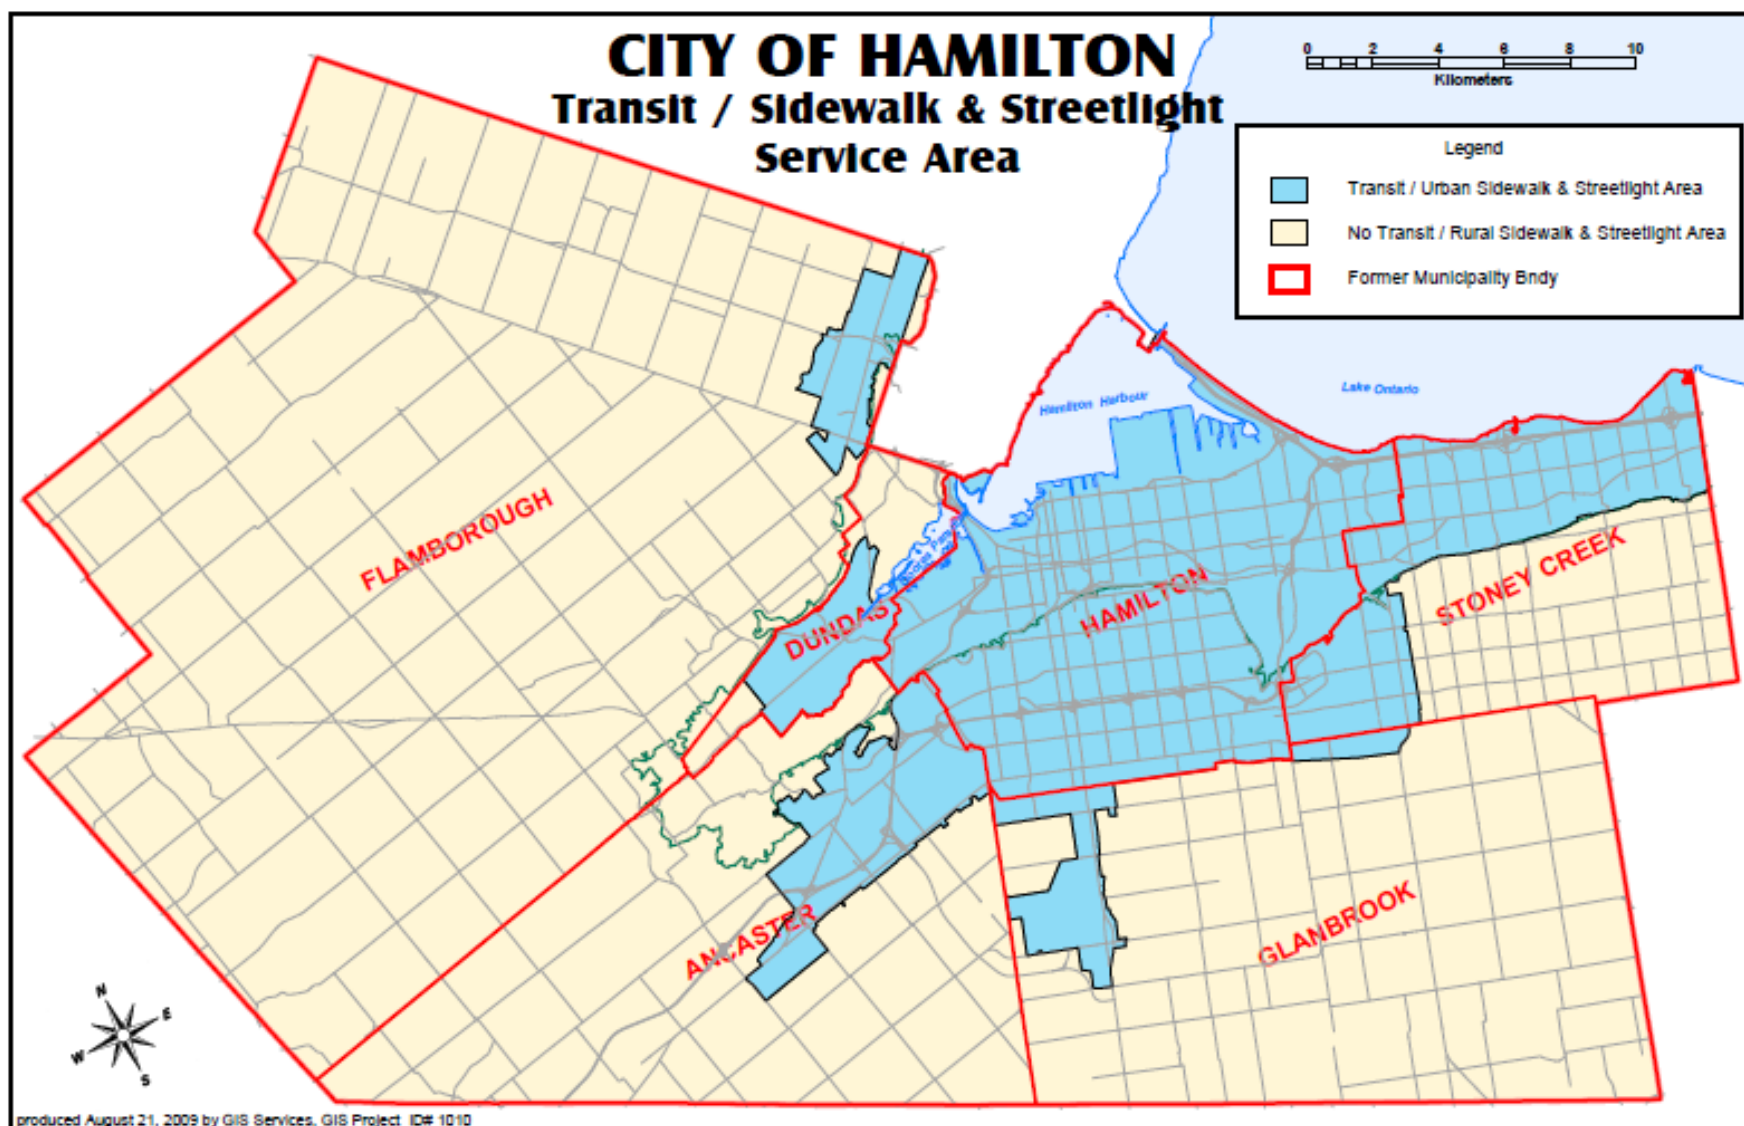 CITY OF HAMILTON
Transit / Sidewalk & Streetlight
Service Area
0 2 4 6 8 10
Kilometers
Legend
Transit / Urban Sidewalk & Streetlight Area
No Transit / Rural Sidewalk & Streetlight Area
Former Municipality Bndy
Lake Ontario
Hamilton Harbour
FLAMBOROUGH
DUNDAS
HAMILTON
STONEY CREEK
ANCASTER
GLANBROOK
N
E
W
S
produced August 21, 2009 by GIS Services, GIS Project ID# 1010